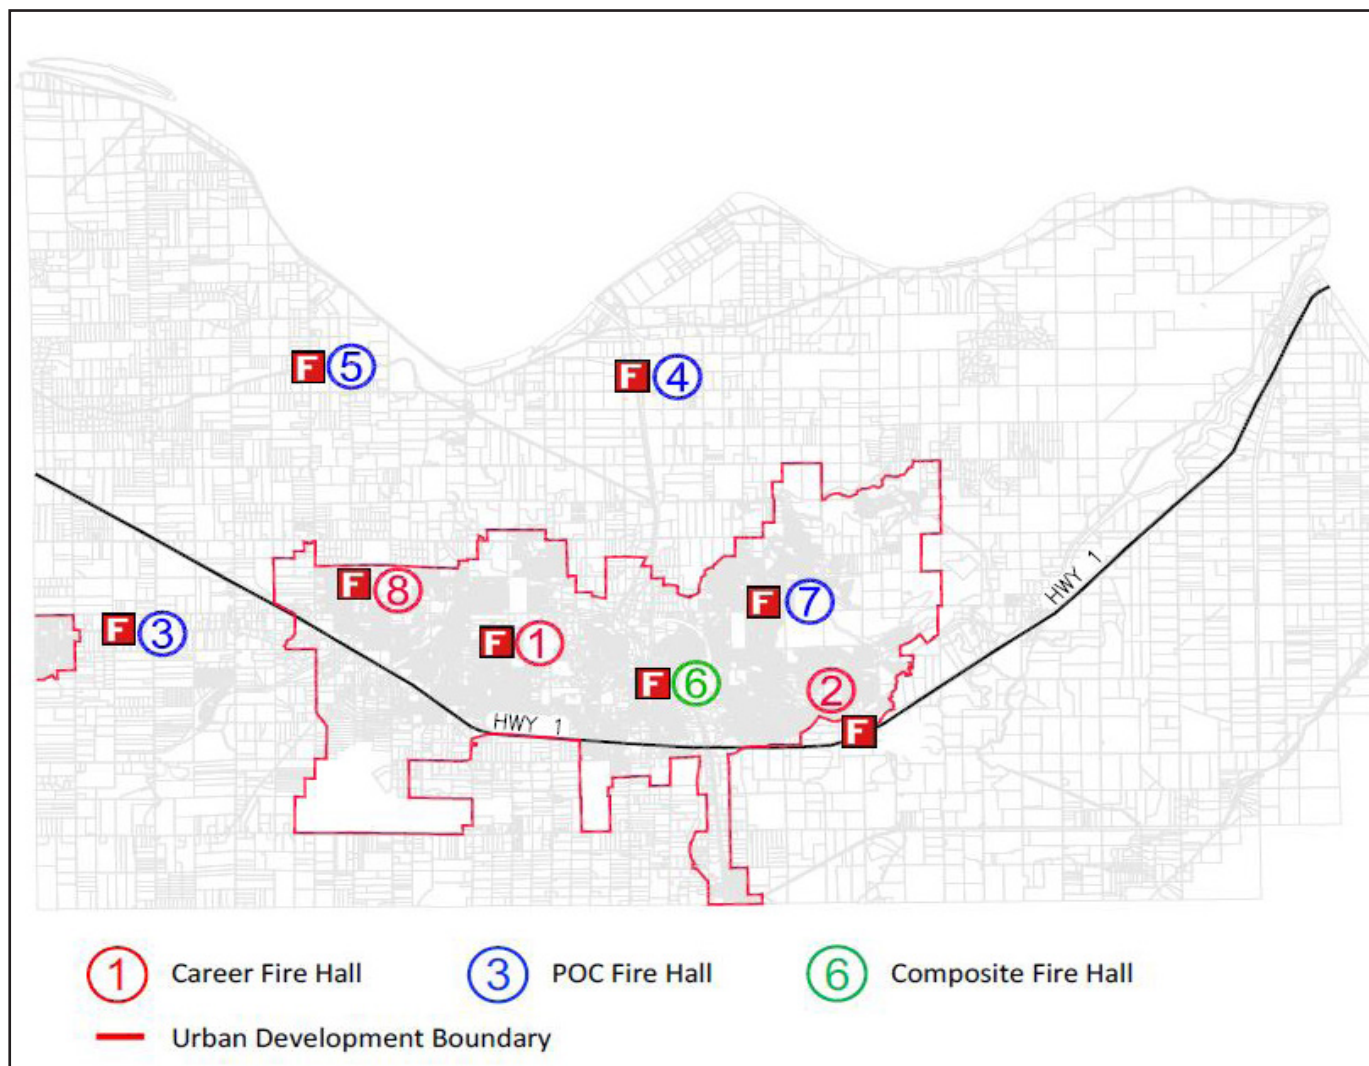 F 5
F 4
HWY 1
F 8
F 7
F 3
F 1
F 6
2
F
HWY 1
1 Career Fire Hall
3 POC Fire Hall
6 Composite Fire Hall
Urban Development Boundary